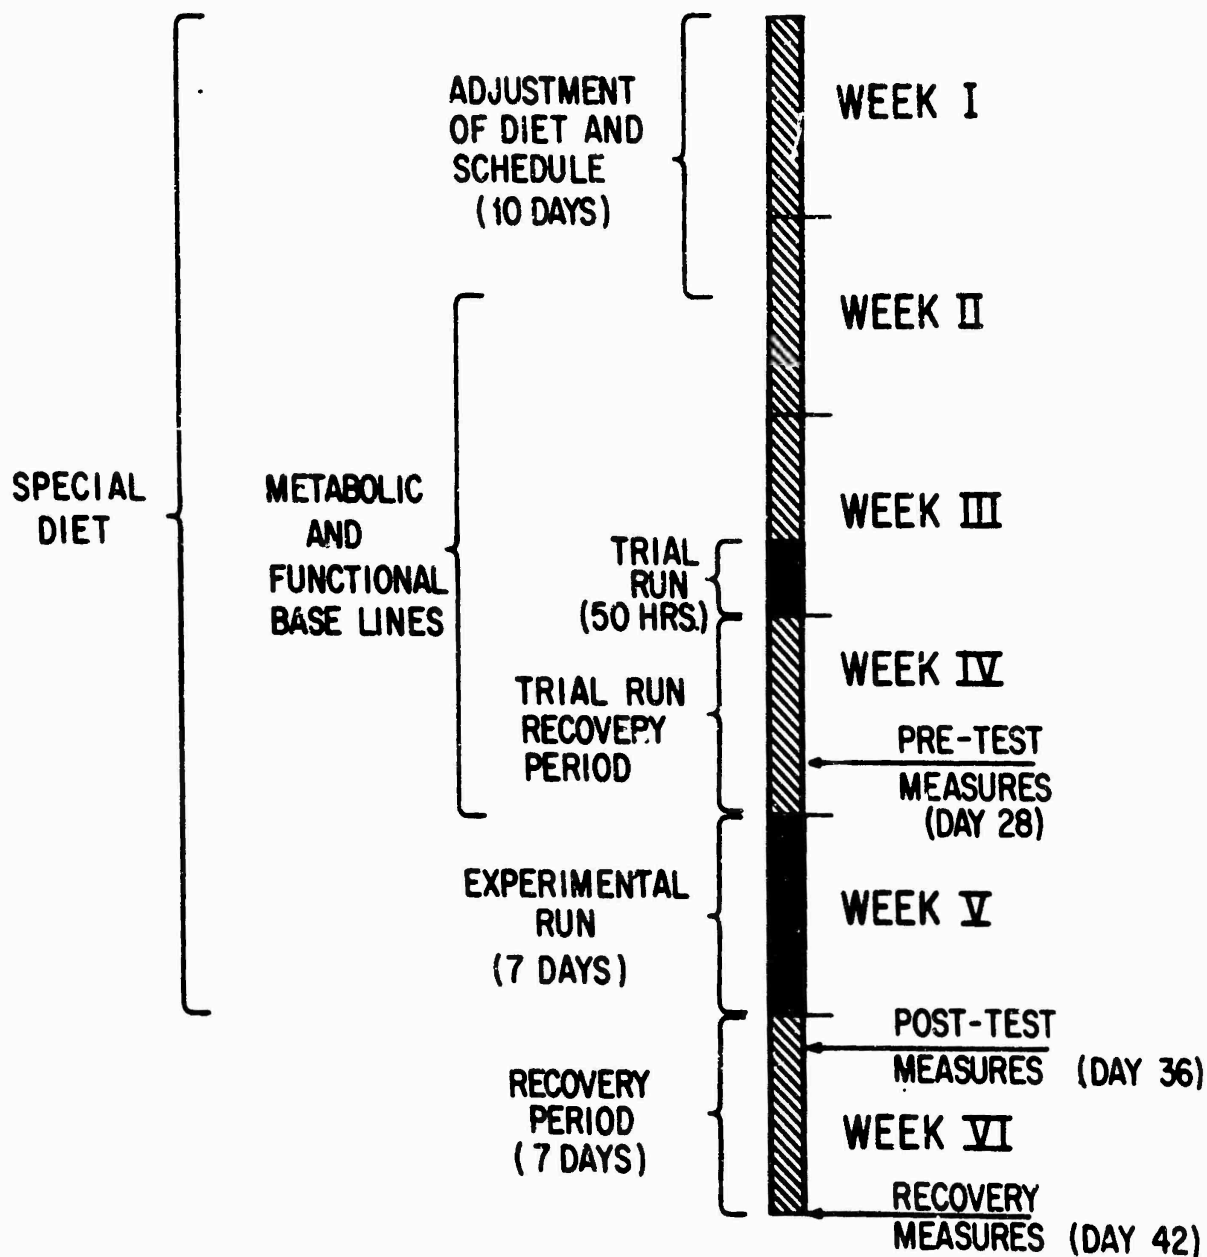 ADJUSTMENT
OF DIET AND
SCHEDULE
(10 DAYS)
WEEK I
WEEK II
SPECIAL
DIET
METABOLIC
AND
FUNCTIONAL
BASE LINES
WEEK III
TRIAL
RUN
(50 HRS.)
TRIAL RUN
RECOVERY
PERIOD
WEEK IV
PRE-TEST
MEASURES
(DAY 28)
EXPERIMENTAL
RUN
(7 DAYS)
WEEK V
POST-TEST
MEASURES (DAY 36)
RECOVERY
PERIOD
(7 DAYS)
WEEK VI
RECOVERY
MEASURES (DAY 42)